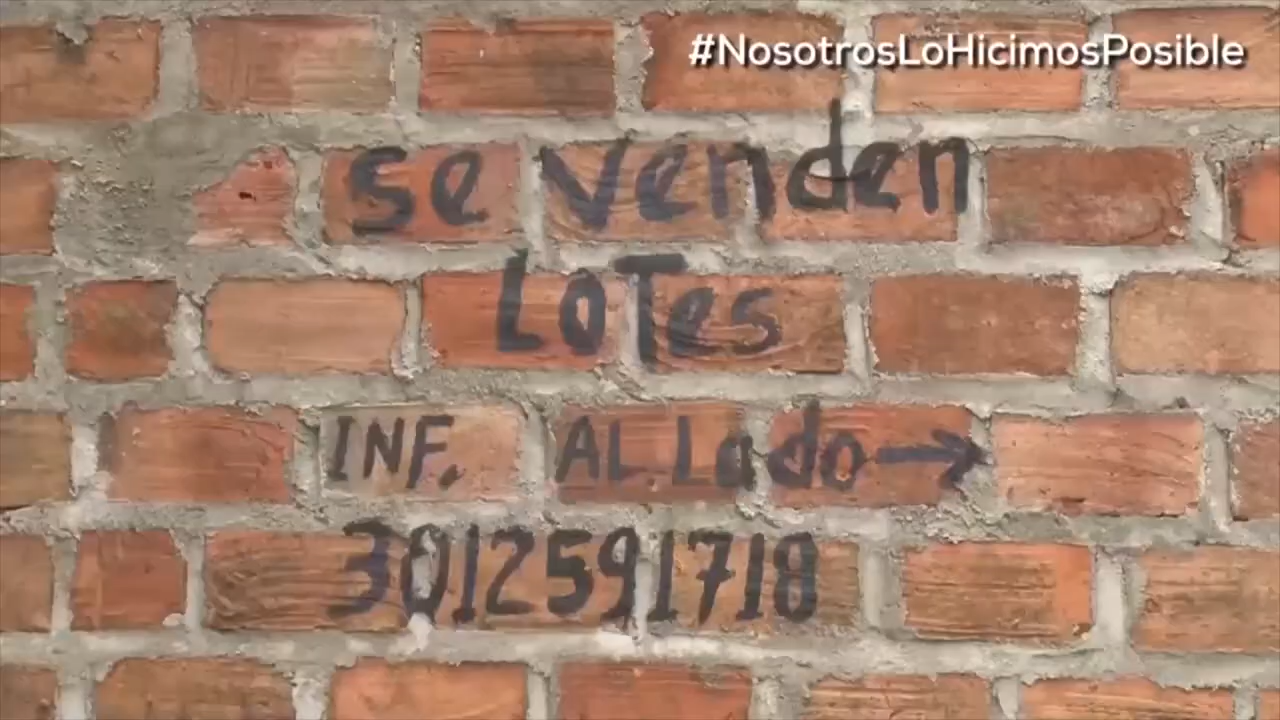 #NosotrosLoHicimosPosible
se venden
LoTes
INF. AL Lado →
3012591718